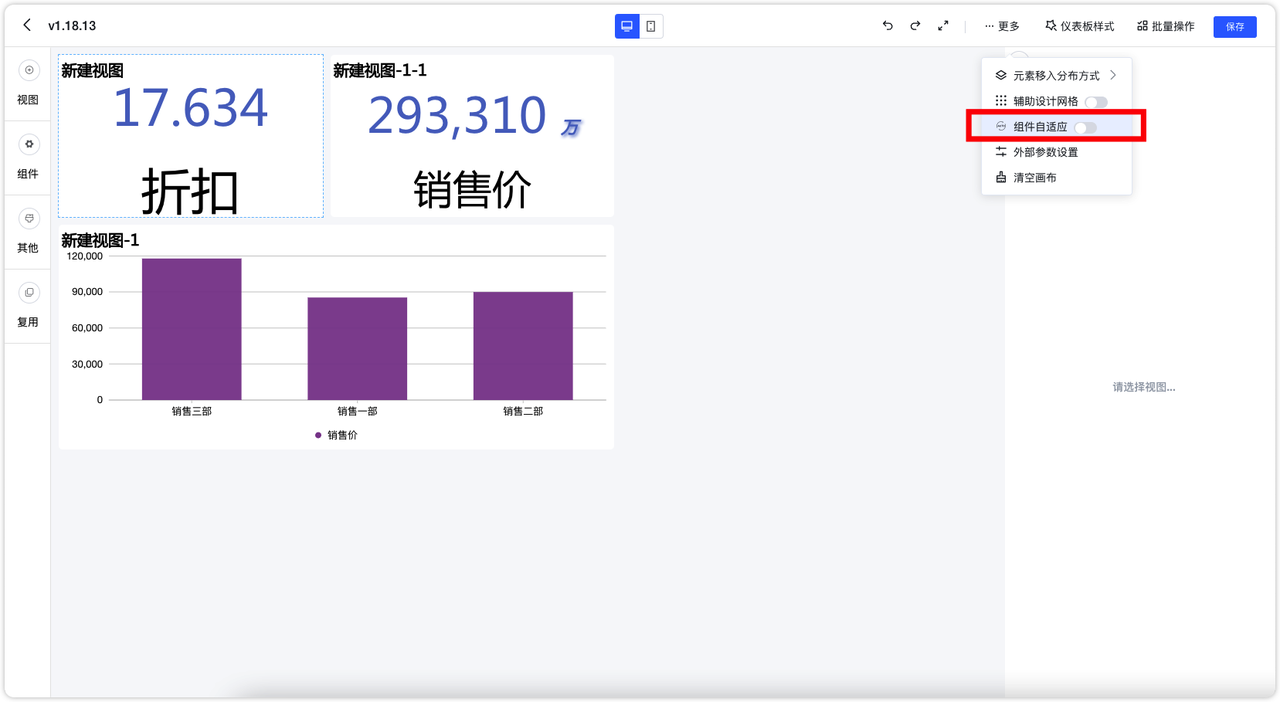 v1.18.13
更多
仪表板样式
批量操作
保存
视图
组件
其他
复用
新建视图
17.634
折扣
新建视图-1-1
293,310 万
销售价
新建视图-1
120,000
90,000
60,000
30,000
0
销售三部
销售一部
销售二部
销售价
元素移入分布方式
辅助设计网格
组件自适应
外部参数设置
清空画布
请选择视图...